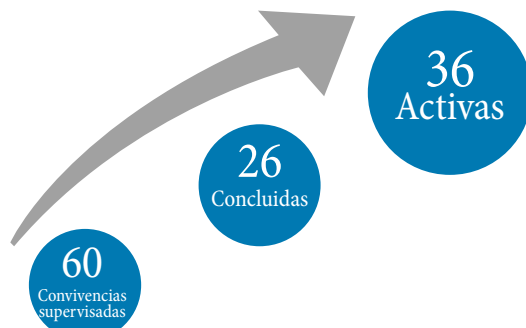 36
Activas
26
Concluidas
60
Convivencias
supervisadas